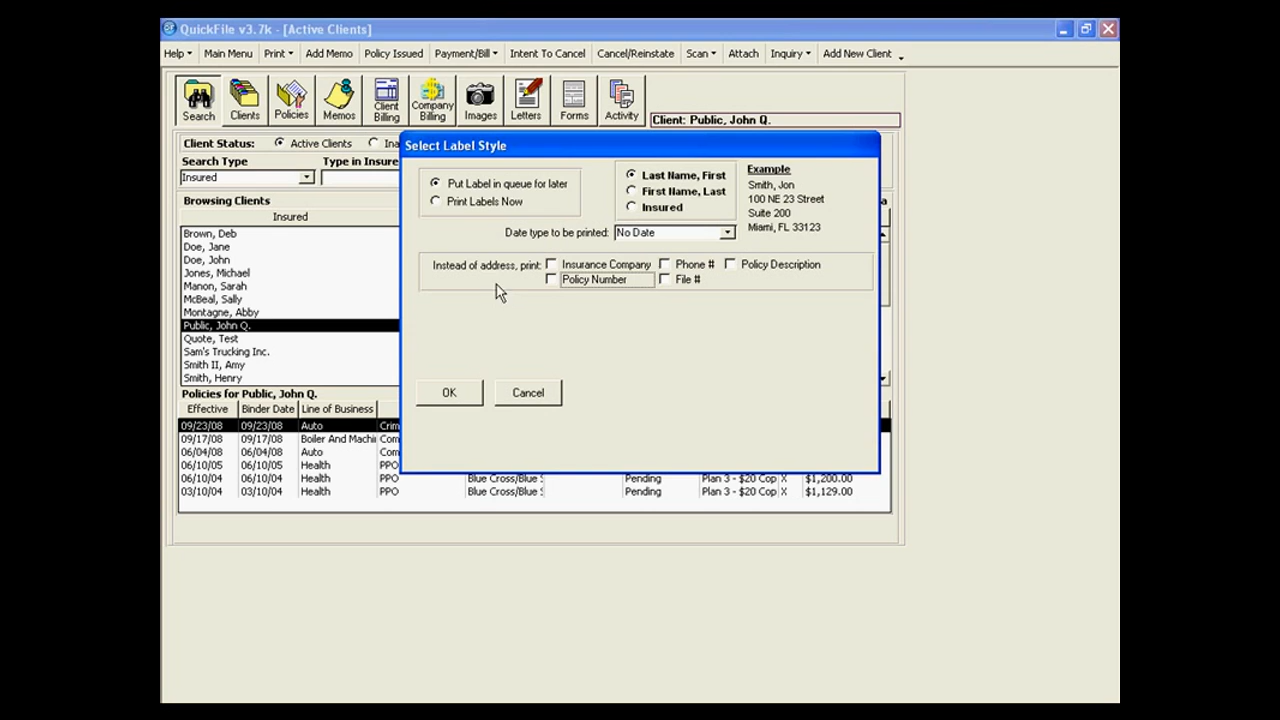 QuickFile v3.7k - [Active Clients]
Help Main Menu Print Add Memo Policy Issued Payment/Bill Intent To Cancel Cancel/Reinstate Scan Attach Inquiry Add New Client
Search Clients Policies Memos Client Billing Company Billing Images Letters Forms Activity
Client: Public, John Q.
Client Status: Active Clients Ina
Search Type Type in Insure
Insured
Browsing Clients
Insured
Brown, Deb
Doe, Jane
Doe, John
Jones, Michael
Manon, Sarah
McBeal, Sally
Montagne, Abby
Public, John Q.
Quote, Test
Sam's Trucking Inc.
Smith II, Amy
Smith, Henry
Select Label Style
Put Label in queue for later
Print Labels Now
Last Name, First
First Name, Last
Insured
Example
Smith, Jon
100 NE 23 Street
Suite 200
Miami, FL 33123
Date type to be printed: No Date
Instead of address, print: Insurance Company Phone # Policy Description
Policy Number File #
OK Cancel
Policies for Public, John Q.
Effective Binder Date Line of Business
09/23/08 09/23/08 Auto Crim
09/17/08 09/17/08 Boiler And Machi Com
06/04/08 06/04/08 Auto Com
06/10/05 06/10/05 Health PPO
06/10/04 06/10/04 Health PPO Blue Cross/Blue Pending Plan 3 - $20 Cop X $1,200.00
03/10/04 03/10/04 Health PPO Blue Cross/Blue Pending Plan 3 - $20 Cop X $1,129.00